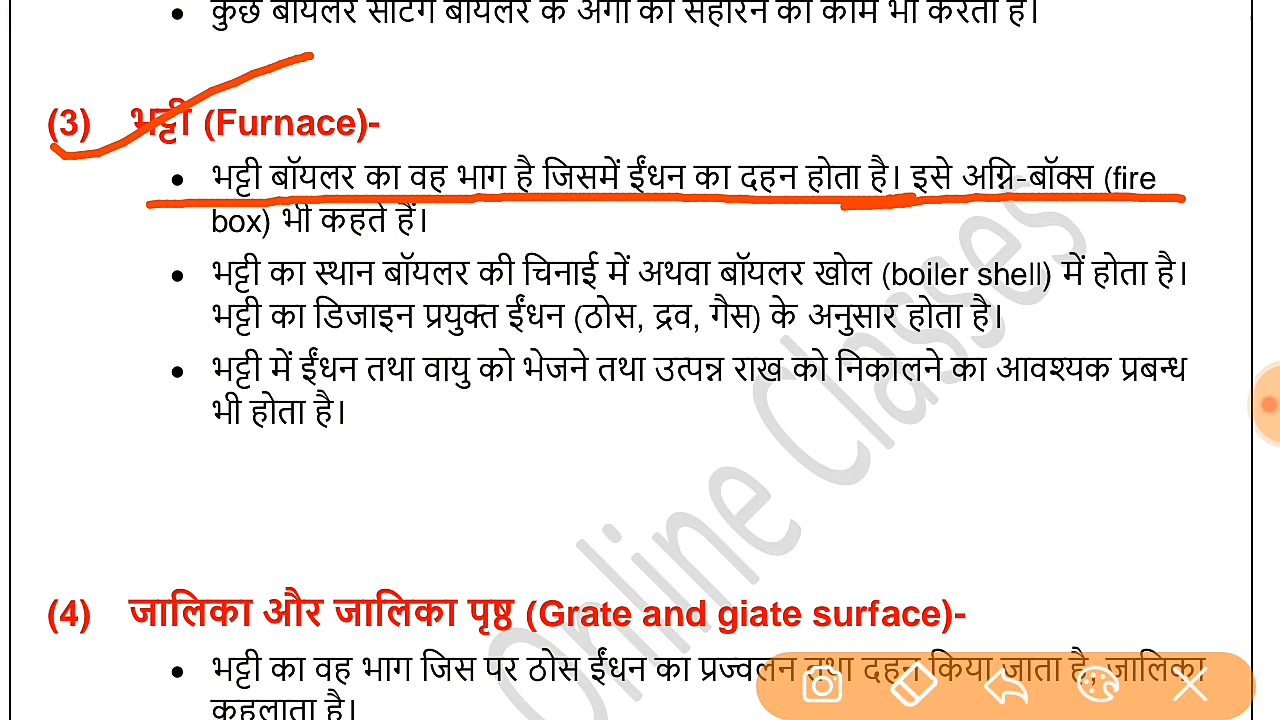 कुछ बॉयलर सेटिंग बॉयलर के अंगों को सहारने का काम भी करती है।
(3) भट्टी (Furnace)-
• भट्टी बॉयलर का वह भाग है जिसमें ईंधन का दहन होता है। इसे अग्नि-बॉक्स (fire
box) भी कहते हैं।
• भट्टी का स्थान बॉयलर की चिनाई में अथवा बॉयलर खोल (boiler shell) में होता है।
भट्टी का डिजाइन प्रयुक्त ईंधन (ठोस, द्रव, गैस) के अनुसार होता है।
• भट्टी में ईंधन तथा वायु को भेजने तथा उत्पन्न राख को निकालने का आवश्यक प्रबन्ध
भी होता है।
(4) जालिका और जालिका पृष्ठ (Grate and giate surface)-
• भट्टी का वह भाग जिस पर ठोस ईंधन का प्रज्वलन तथा दहन किया जाता है, जालिका
कहलाता है।
Online Classes